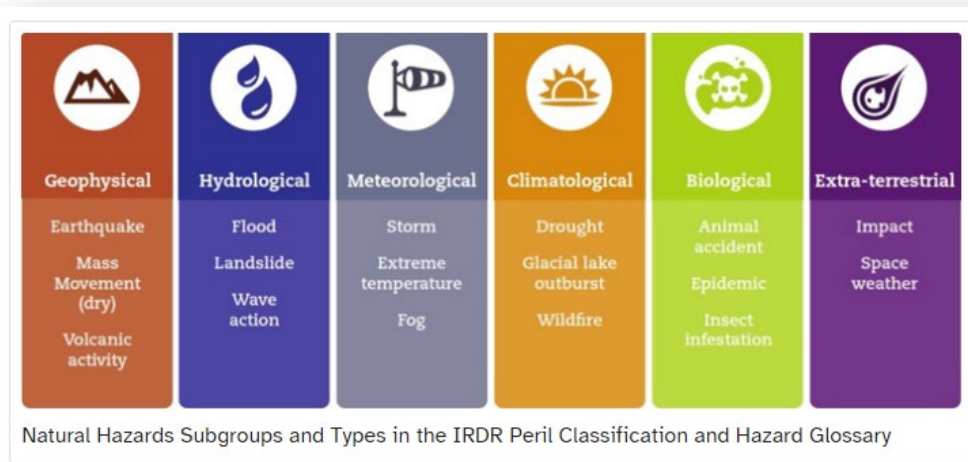 Geophysical
Earthquake
Mass
Movement
(dry)
Volcanic
activity
Hydrological
Flood
Landslide
Wave
action
Meteorological
Storm
Extreme
temperature
Fog
Climatological
Drought
Glacial lake
outburst
Wildfire
Biological
Animal
accident
Epidemic
Insect
infestation
Extra-terrestrial
Impact
Space
weather
Natural Hazards Subgroups and Types in the IRDR Peril Classification and Hazard Glossary